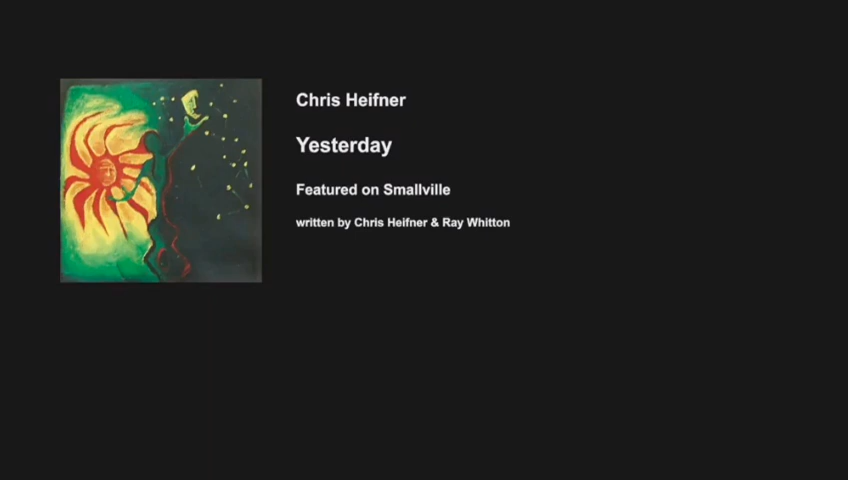 Chris Heifner
Yesterday
Featured on Smallville
written by Chris Heifner & Ray Whitton